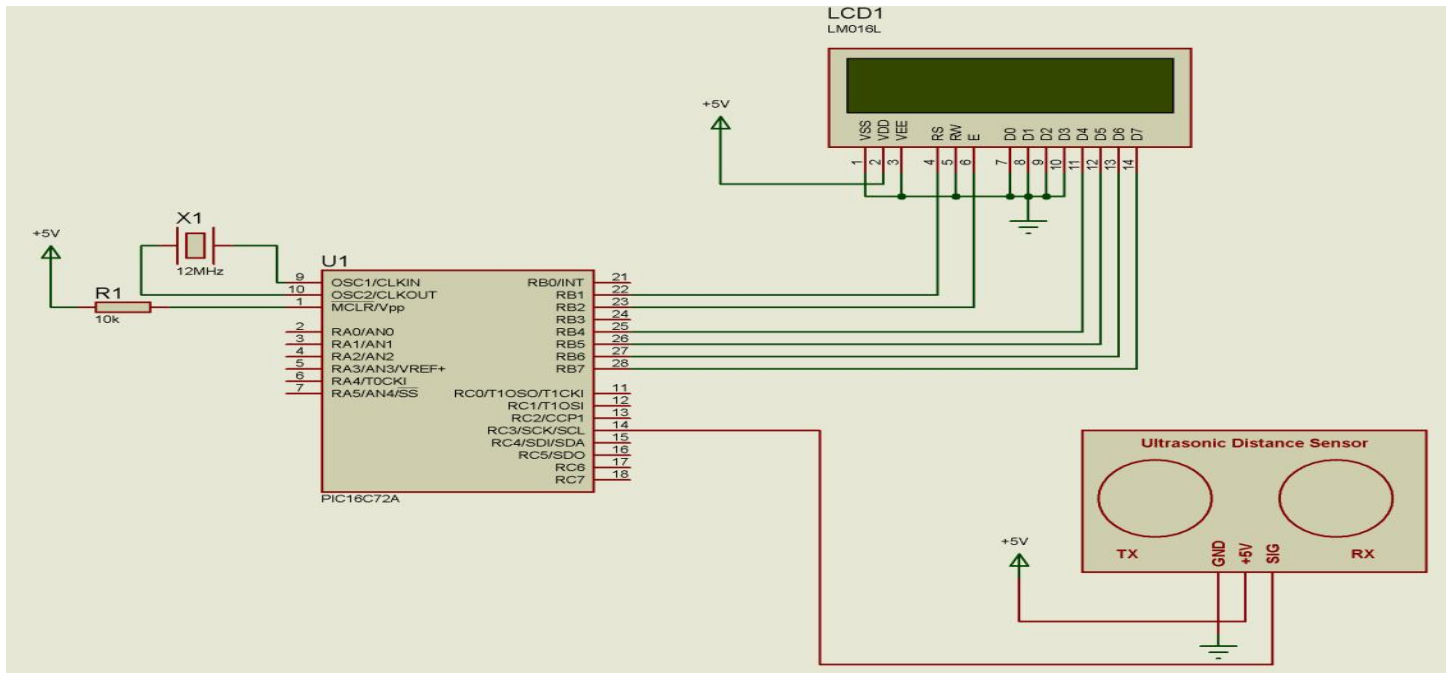 LCD1
LM016L
+5V
VSS
VDD
VEE
RS
RW
E
D0
D1
D2
D3
D4
D5
D6
D7
1
2
3
4
5
6
7
8
9
10
11
12
13
14
X1
12MHz
+5V
R1
10k
U1
9 OSC1/CLKIN RB0/INT 21
10 OSC2/CLKOUT RB1 22
1 MCLR/Vpp RB2 23
RB3 24
2 RA0/AN0 RB4 25
3 RA1/AN1 RB5 26
4 RA2/AN2 RB6 27
5 RA3/AN3/VREF+ RB7 28
6 RA4/T0CKI
7 RA5/AN4/SS RC0/T1OSO/T1CKI 11
RC1/T1OSI 12
RC2/CCP1 13
RC3/SCK/SCL 14
RC4/SDI/SDA 15
RC5/SDO 16
RC6 17
RC7 18
PIC16C72A
Ultrasonic Distance Sensor
TX
GND
+5V
SIG
RX
+5V